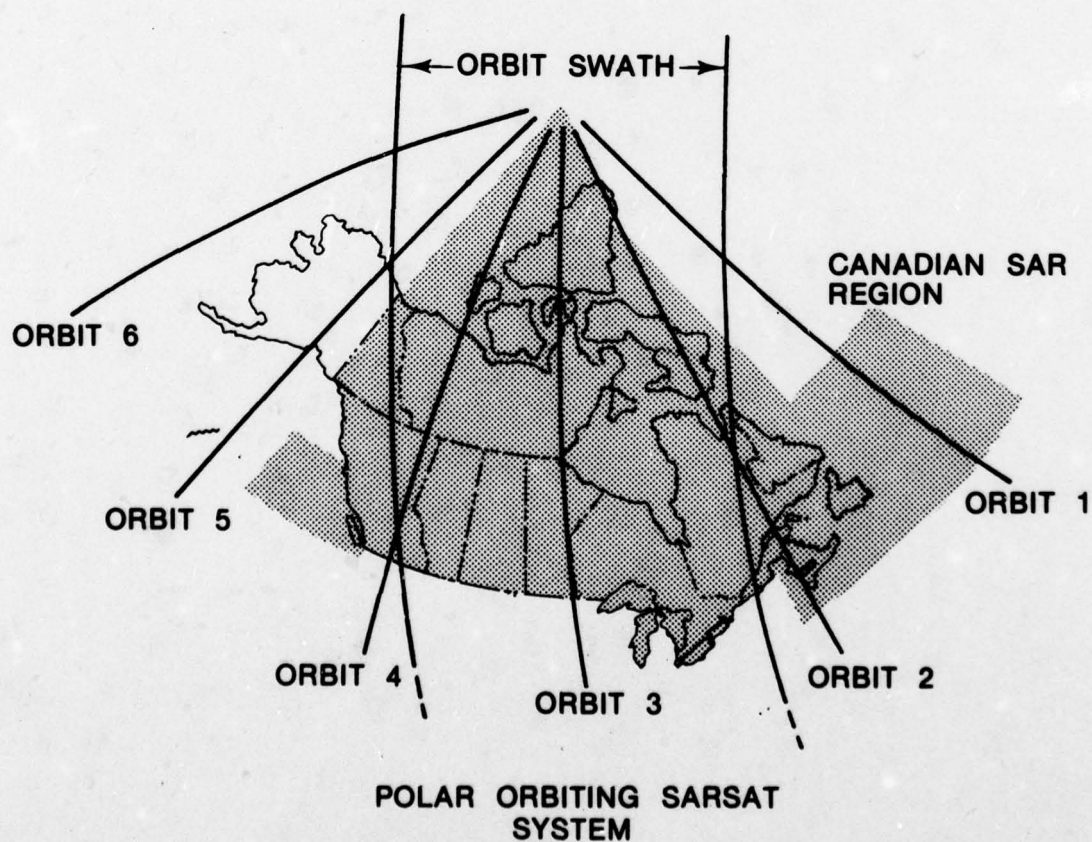 ORBIT SWATH
CANADIAN SAR
REGION
ORBIT 6
ORBIT 5
ORBIT 1
ORBIT 4
ORBIT 3
ORBIT 2
POLAR ORBITING SARSAT
SYSTEM